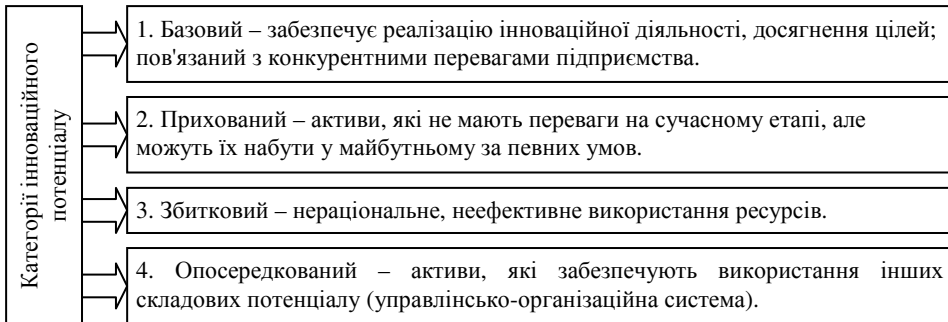 Категорії інноваційного
потенціалу
1. Базовий – забезпечує реалізацію інноваційної діяльності, досягнення цілей;
пов'язаний з конкурентними перевагами підприємства.
2. Прихований – активи, які не мають переваги на сучасному етапі, але
можуть їх набути у майбутньому за певних умов.
3. Збитковий – нераціональне, неефективне використання ресурсів.
4. Опосередкований – активи, які забезпечують використання інших
складових потенціалу (управлінсько-організаційна система).